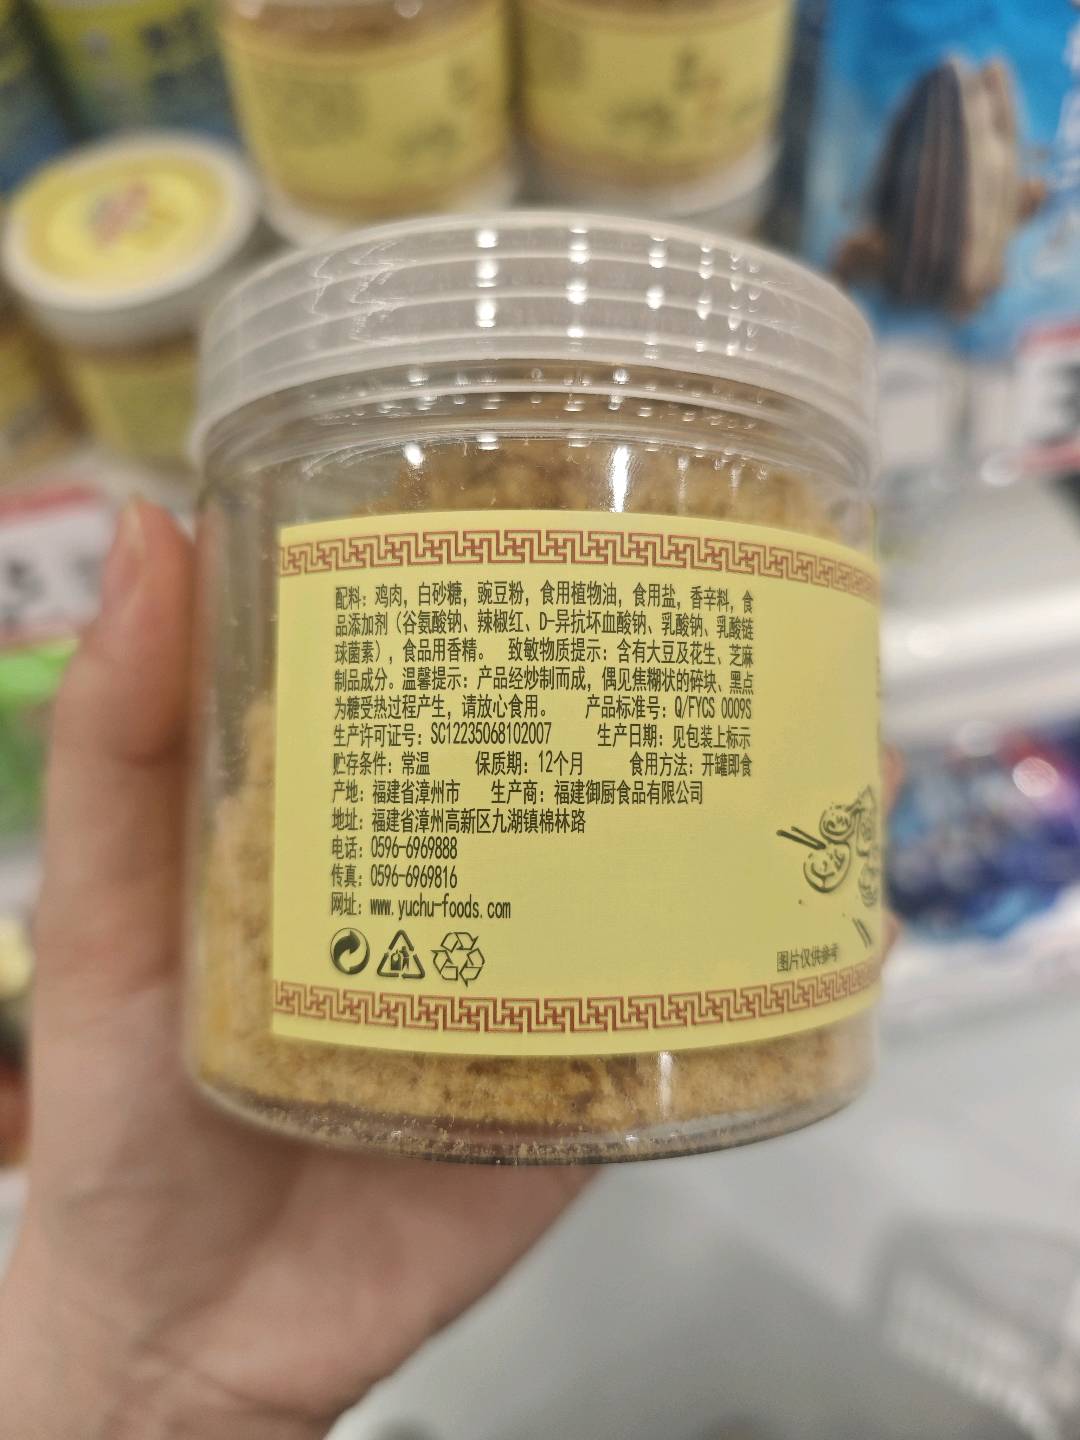 配料：鸡肉，白砂糖，豌豆粉，食用植物油，食用盐，香辛料，食
品添加剂（谷氨酸钠、辣椒红、D-异抗坏血酸钠、乳酸钠、乳酸链
球菌素），食品用香精。 致敏物质提示：含有大豆及花生、芝麻
制品成分。温馨提示：产品经炒制而成，偶见焦糊状的碎块、黑点
为糖受热过程产生，请放心食用。 产品标准号：Q/FYCS 0009S
生产许可证号：SC12235068102007 生产日期：见包装上标示
贮存条件：常温 保质期：12个月 食用方法：开罐即食
产地：福建省漳州市 生产商：福建御厨食品有限公司
地址：福建省漳州高新区九湖镇棉林路
电话：0596-6969888
传真：0596-6969816
网址：www.yuchu-foods.com
图片仅供参考